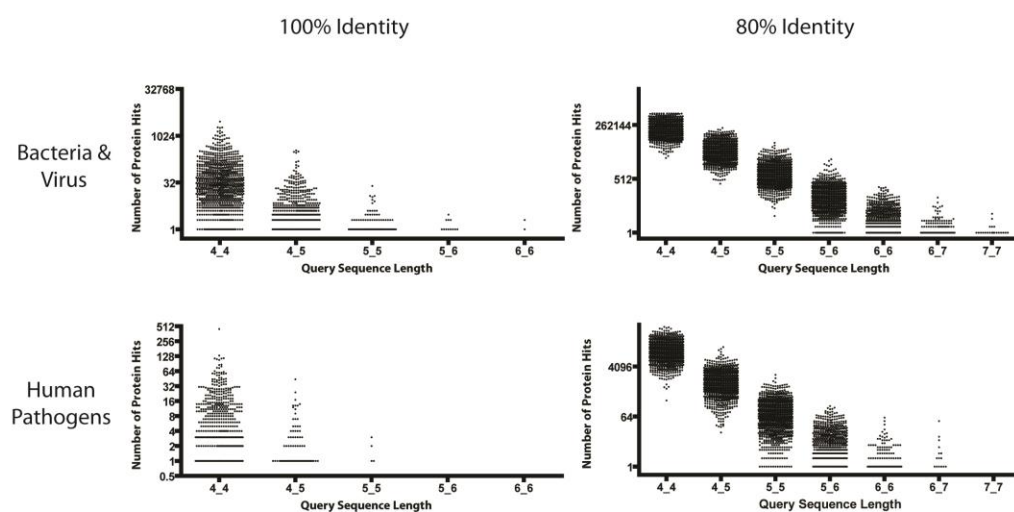 100% Identity
80% Identity
Bacteria &
Virus
Number of Protein Hits
32768
1024
32
1
4_4 4_5 5_5 5_6 6_6
Query Sequence Length
Number of Protein Hits
262144
512
1
4_4 4_5 5_5 5_6 6_6 6_7 7_7
Query Sequence Length
Human
Pathogens
Number of Protein Hits
512
256
128
64
32
16
8
4
2
1
0.5
4_4 4_5 5_5 5_6 6_6
Query Sequence Length
Number of Protein Hits
4096
64
1
4_4 4_5 5_5 5_6 6_6 6_7 7_7
Query Sequence Length